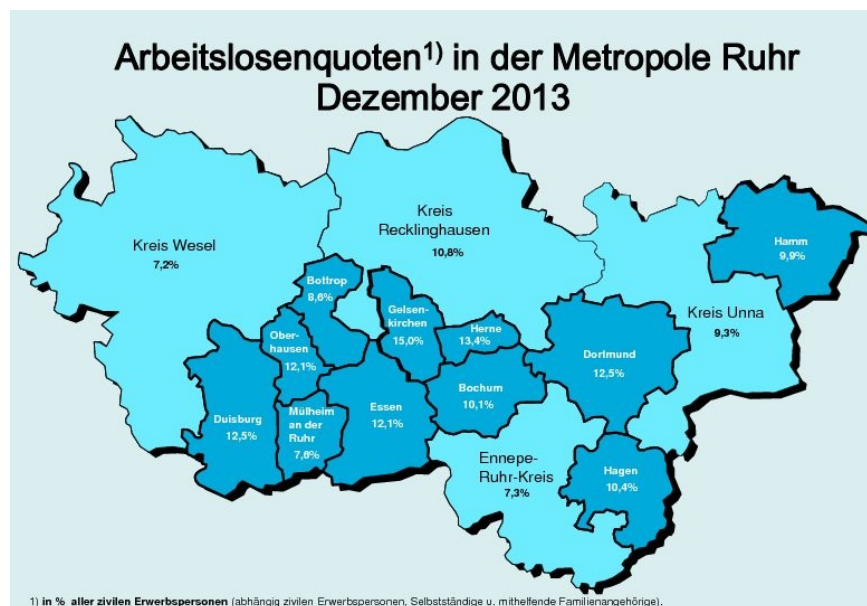 Arbeitslosenquoten1) in der Metropole Ruhr
Dezember 2013
Kreis Wesel
7,2%
Kreis
Recklinghausen
10,8%
Hamm
9,9%
Bottrop
8,6%
Gelsen-
kirchen
15,0%
Kreis Unna
9,3%
Ober-
hausen
12,1%
Herne
13,4%
Dorlmund
12,5%
Bochum
10,1%
Duisburg
12,5%
Mülheim
an der
Ruhr
7,6%
Essen
12,1%
Ennepe-
Ruhr-Kreis
7,3%
Hagen
10,4%
1) in % aller zivilen Erwerbspersonen (abhängig zivilen Erwerbspersonen, Selbstständige u. mithelfende Familienangehörige).